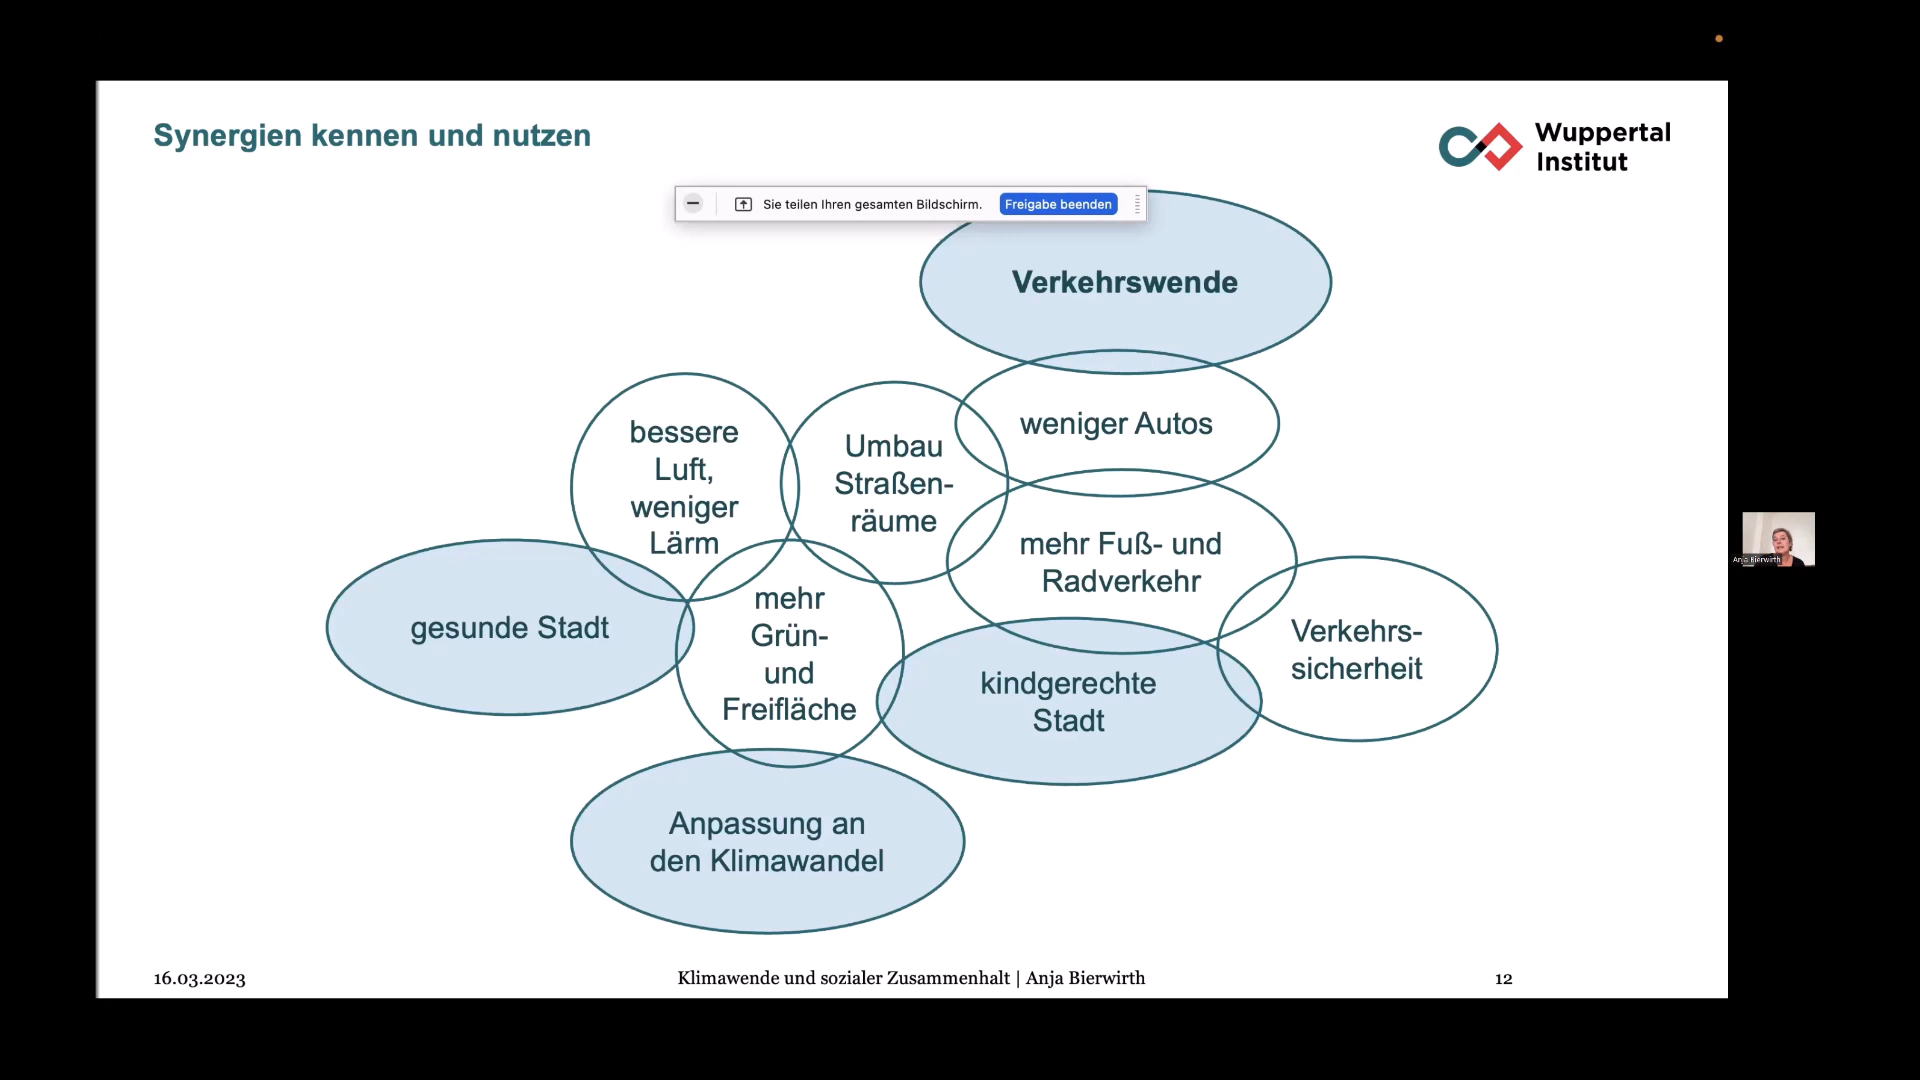 Synergien kennen und nutzen
Wuppertal
Institut
Sie teilen Ihren gesamten Bildschirm.
Freigabe beenden
Verkehrswende
weniger Autos
bessere
Luft,
weniger
Lärm
Umbau
Straßen-
räume
mehr Fuß- und
Radverkehr
gesunde Stadt
mehr
Grün-
und
Freifläche
kindgerechte
Stadt
Verkehrs-
sicherheit
Anpassung an
den Klimawandel
Anja Bierwirth
16.03.2023
Klimawende und sozialer Zusammenhalt | Anja Bierwirth
12